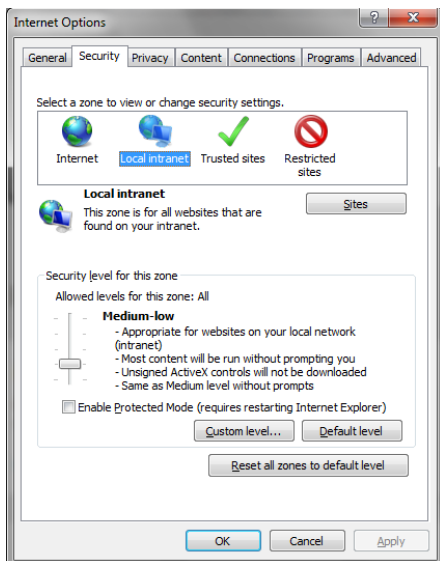 Internet Options
?
X
General Security Privacy Content Connections Programs Advanced
Select a zone to view or change security settings.
Internet Local intranet Trusted sites Restricted
sites
Local intranet
Sites
This zone is for all websites that are
found on your intranet.
Security level for this zone
Allowed levels for this zone: All
Medium-low
- Appropriate for websites on your local network
(intranet)
- Most content will be run without prompting you
- Unsigned ActiveX controls will not be downloaded
- Same as Medium level without prompts
Enable Protected Mode (requires restarting Internet Explorer)
Custom level... Default level
Reset all zones to default level
OK Cancel Apply